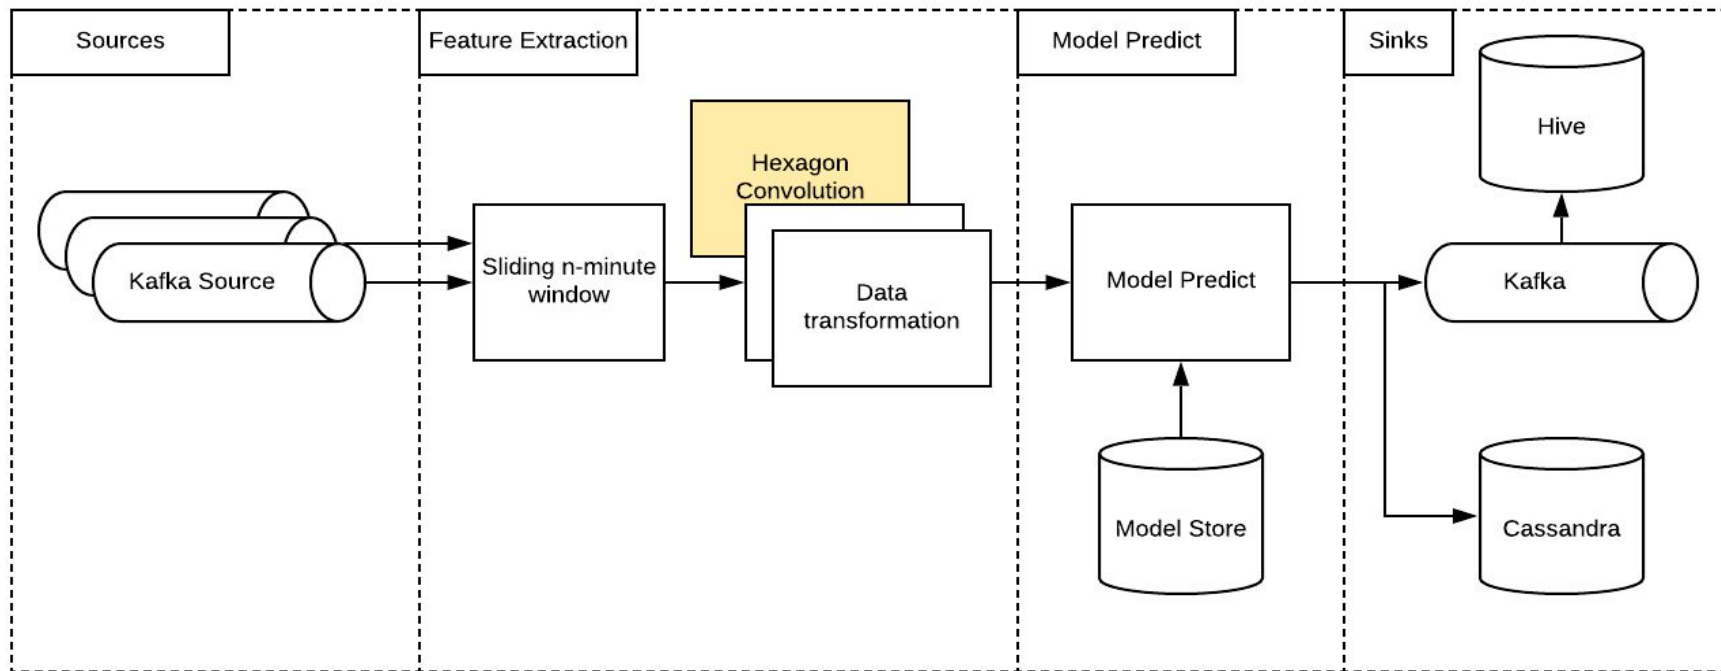 Sources
Feature Extraction
Model Predict
Sinks
Hive
Hexagon
Convolution
Kafka Source
Sliding n-minute
window
Data
transformation
Model Predict
Kafka
Model Store
Cassandra